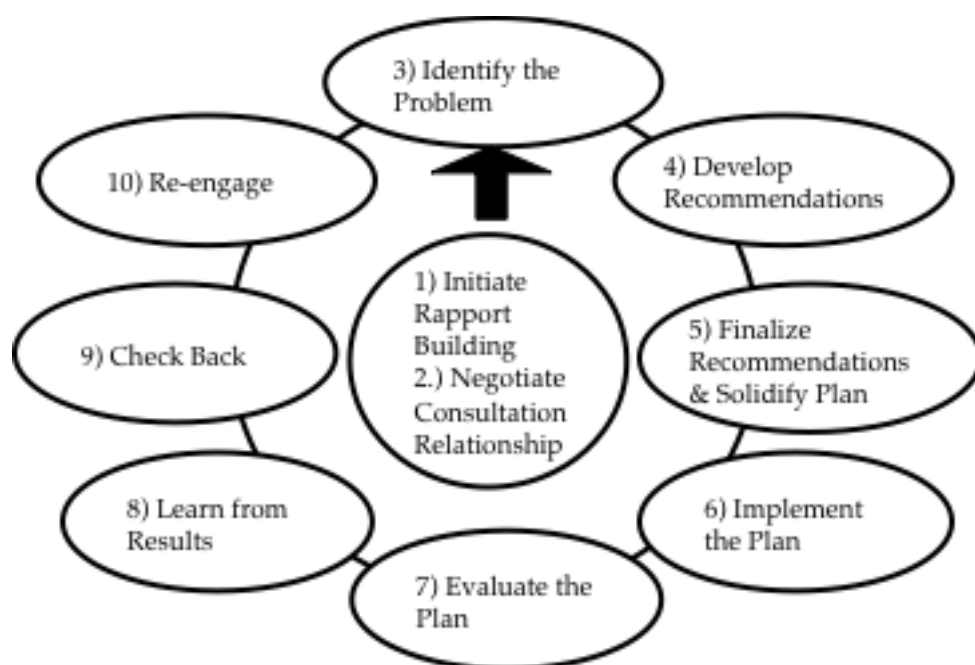 3) Identify the
Problem
4) Develop
Recommendations
5) Finalize
Recommendations
& Solidify Plan
6) Implement
the Plan
7) Evaluate the
Plan
8) Learn from
Results
9) Check Back
10) Re-engage
1) Initiate
Rapport
Building
2.) Negotiate
Consultation
Relationship